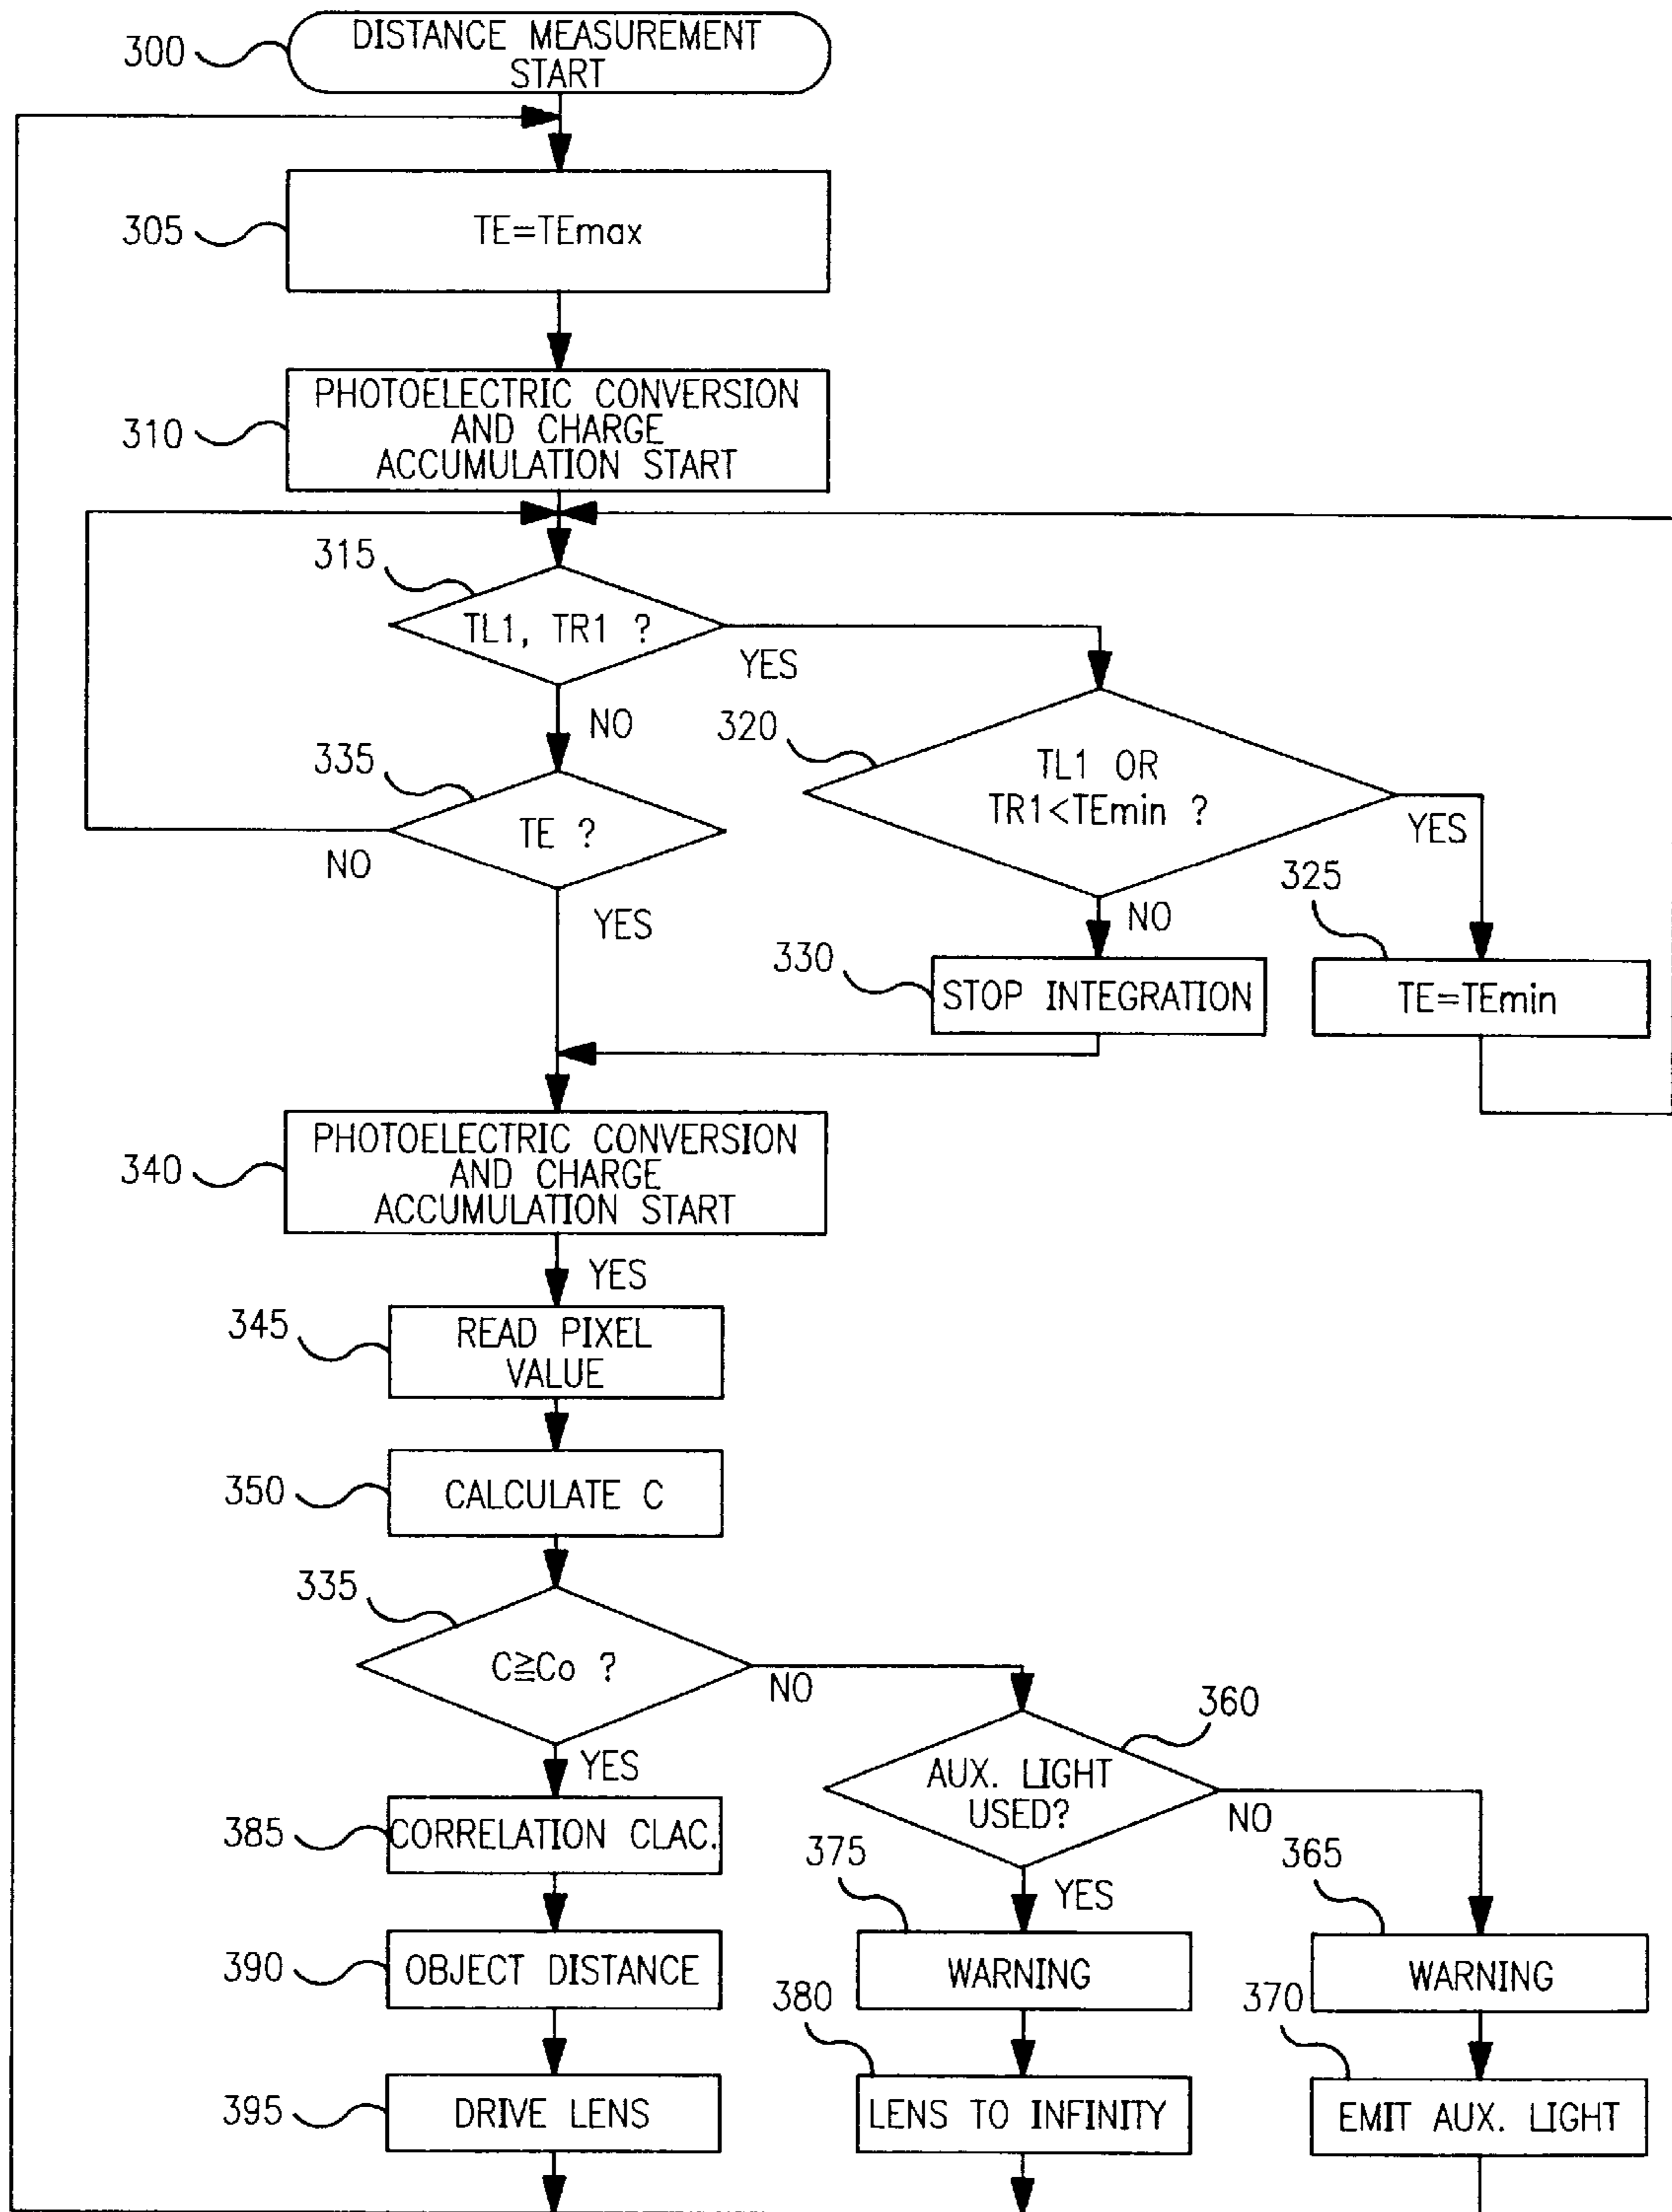 300
DISTANCE MEASUREMENT
START
305
TE=TEmax
310
PHOTOELECTRIC CONVERSION
AND CHARGE
ACCUMULATION START
315
TL1, TR1 ?
YES
NO
320
TL1 OR
TR1<TEmin ?
YES
NO
335
TE ?
NO
YES
325
TE=TEmin
330
STOP INTEGRATION
340
PHOTOELECTRIC CONVERSION
AND CHARGE
ACCUMULATION START
YES
345
READ PIXEL
VALUE
350
CALCULATE C
335
C≧Co ?
NO
YES
360
AUX. LIGHT
USED?
NO
YES
385
CORRELATION CLAC.
375
WARNING
365
WARNING
390
OBJECT DISTANCE
380
LENS TO INFINITY
370
EMIT AUX. LIGHT
395
DRIVE LENS